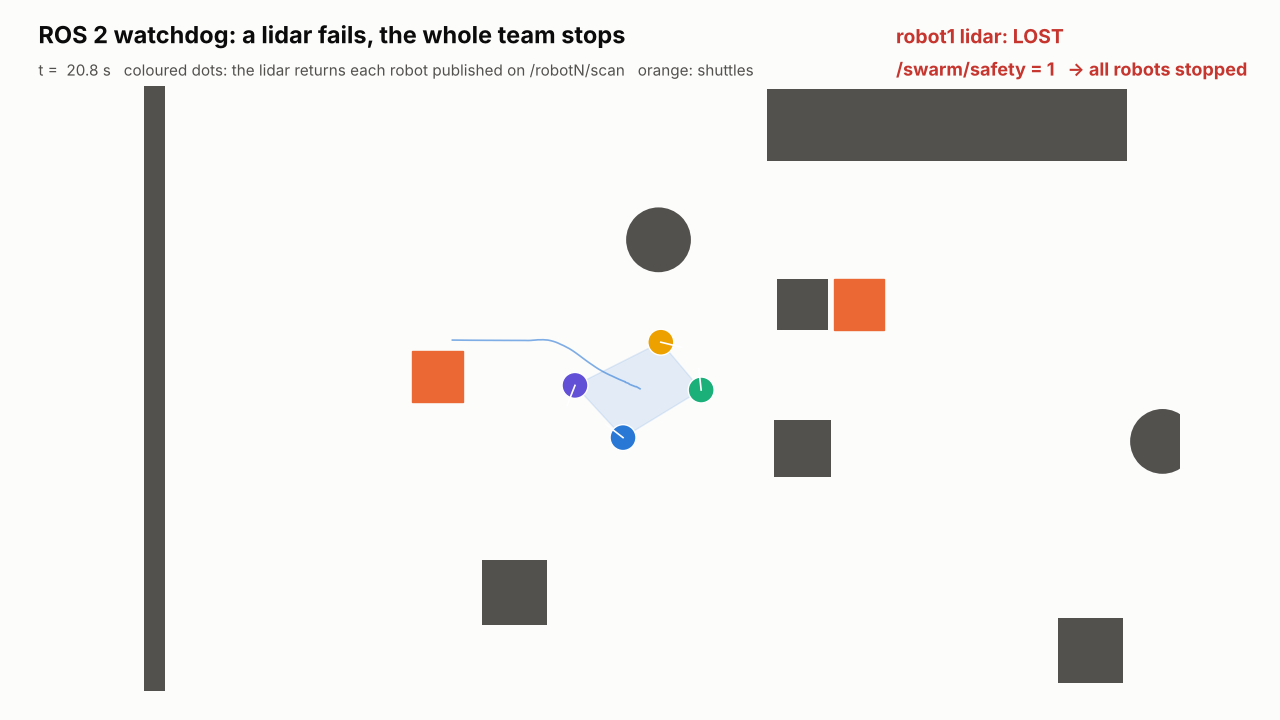 ROS 2 watchdog: a lidar fails, the whole team stops
robot1 lidar: LOST
t = 20.8 s coloured dots: the lidar returns each robot published on /robotN/scan orange: shuttles
/swarm/safety = 1 → all robots stopped